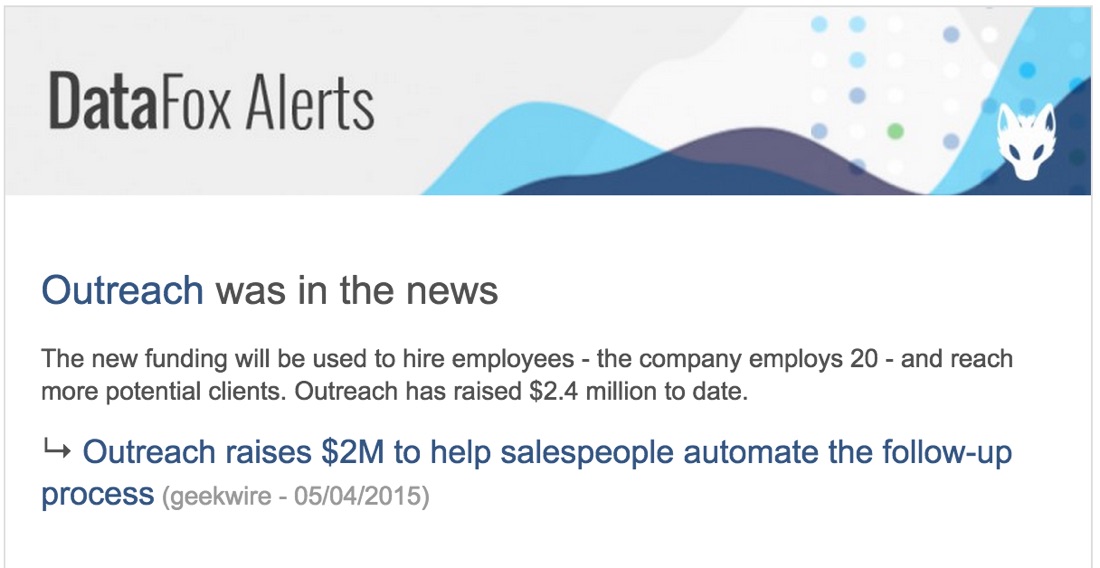 DataFox Alerts
Outreach was in the news
The new funding will be used to hire employees - the company employs 20 - and reach
more potential clients. Outreach has raised $2.4 million to date.
↳ Outreach raises $2M to help salespeople automate the follow-up
process (geekwire - 05/04/2015)